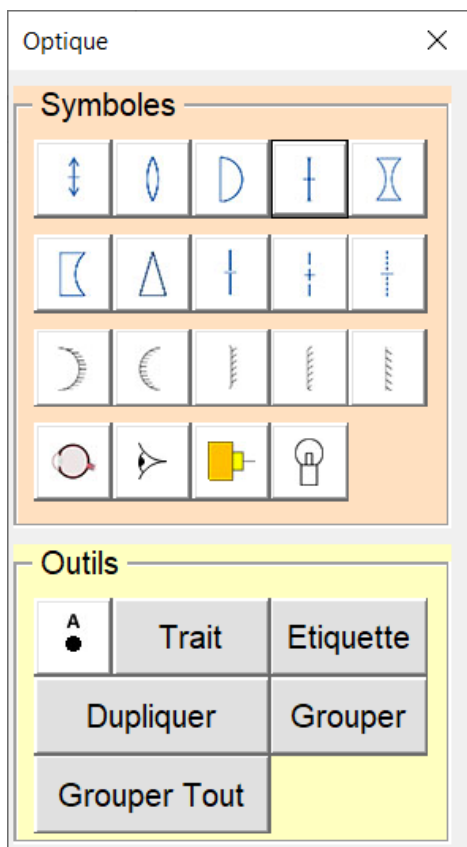 Optique
Symboles
Outils
A
Trait
Etiquette
Dupliquer
Grouper
Grouper Tout